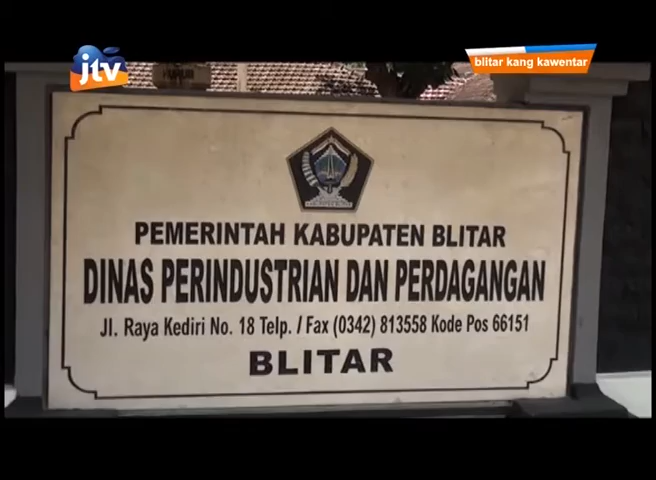 jtv
blitar kang kawentar
PEMERINTAH KABUPATEN BLITAR
DINAS PERINDUSTRIAN DAN PERDAGANGAN
Jl. Raya Kediri No. 18 Telp. / Fax (0342) 813558 Kode Pos 66151
BLITAR